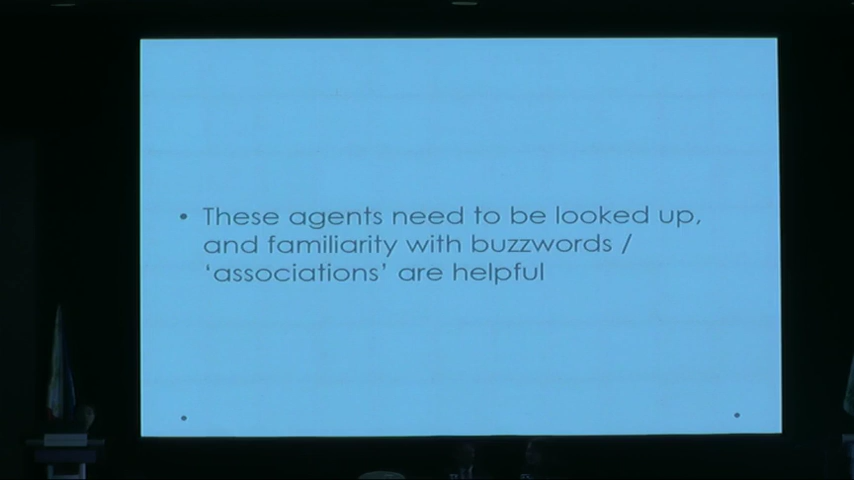 • These agents need to be looked up,
and familiarity with buzzwords /
‘associations’ are helpful